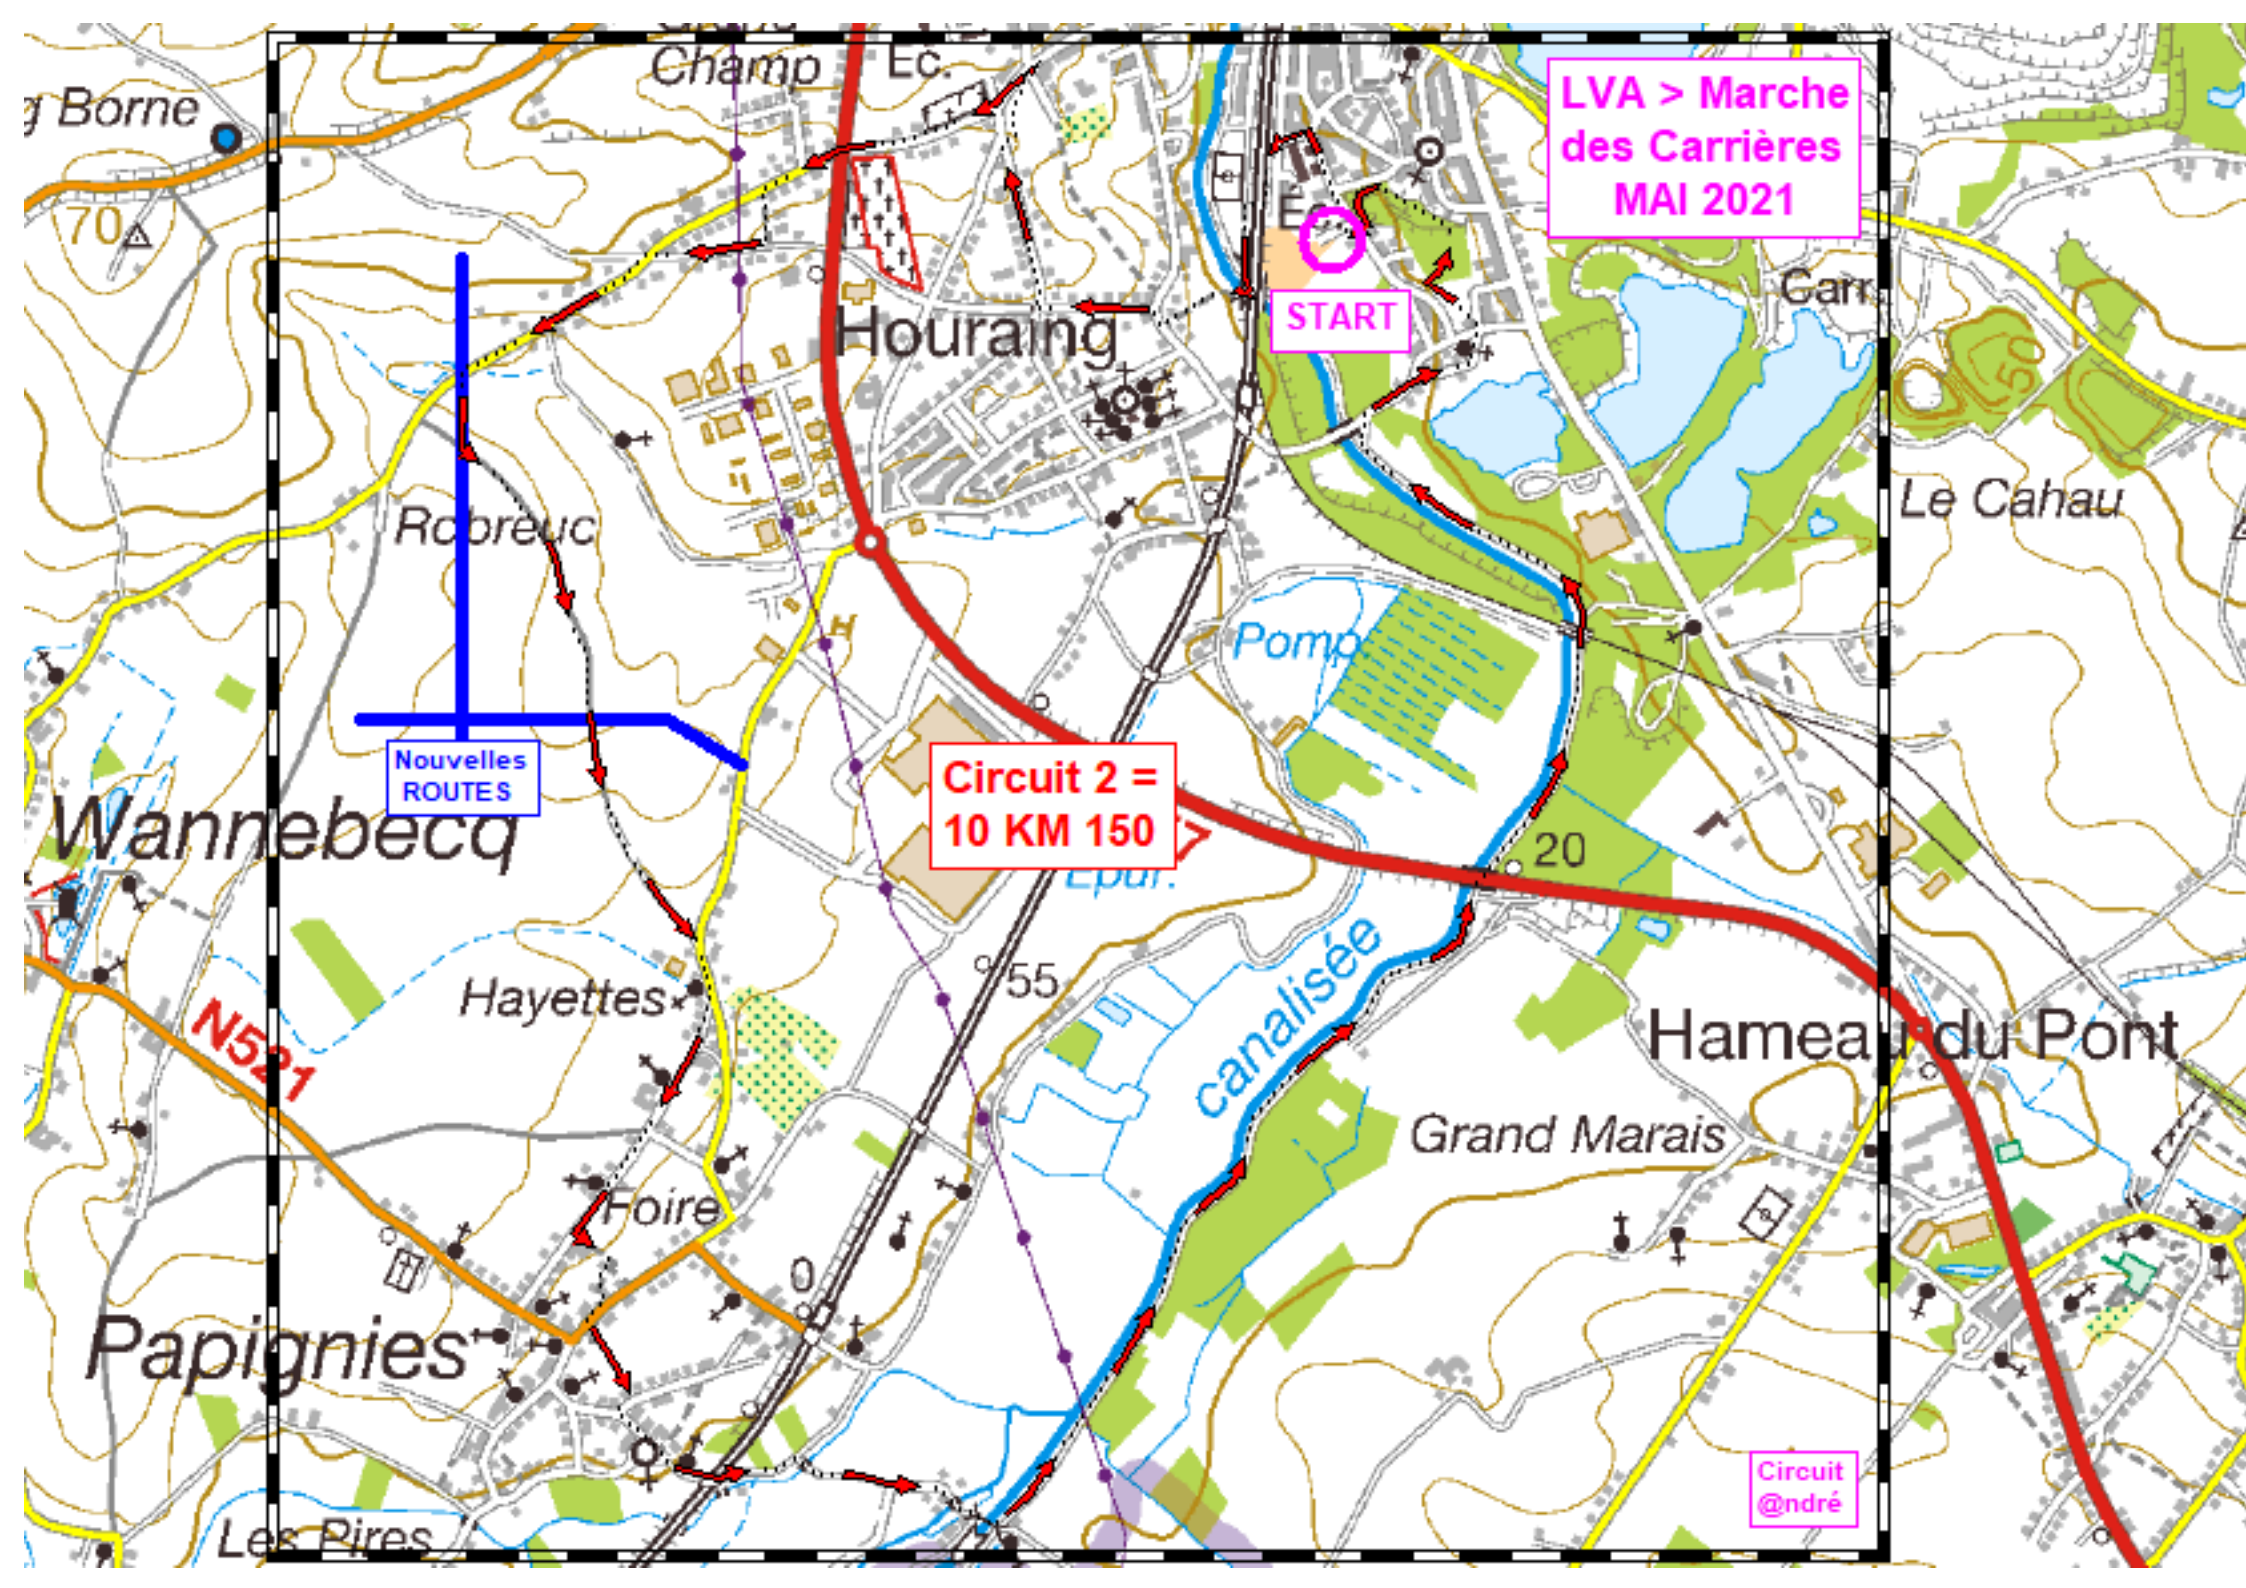 Champ
Ec.
g Borne
LVA > Marche
des Carrières
MAI 2021
70
Ec
START
Carr.
Houraing
50
Le Cahau
Robreuc
H
Pomp
Nouvelles
ROUTES
Circuit 2 =
10 KM 150
Wannebecq
20
Epur.
canalisée
55
Hayettes
N521
Hameau du Pont
Grand Marais
Foire
0
Papignies
Circuit
@ndré
Les Pires